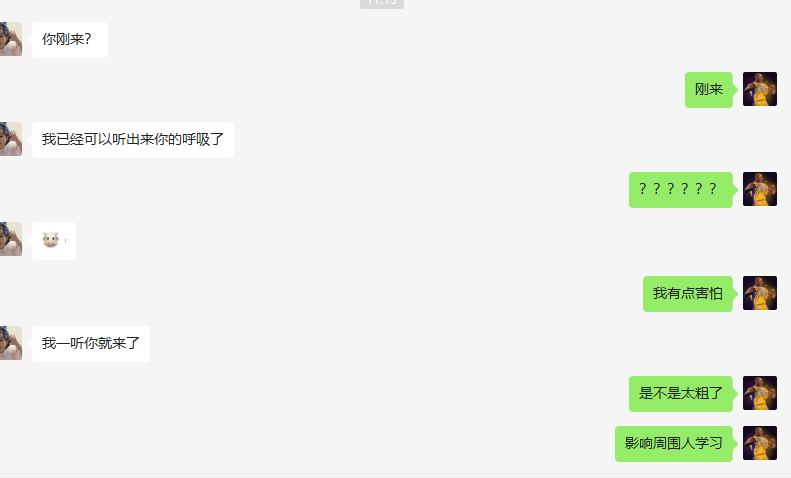 你刚来？
刚来
我已经可以听出来你的呼吸了
？？？？？？
我有点害怕
我一听你就来了
是不是太粗了
影响周围人学习